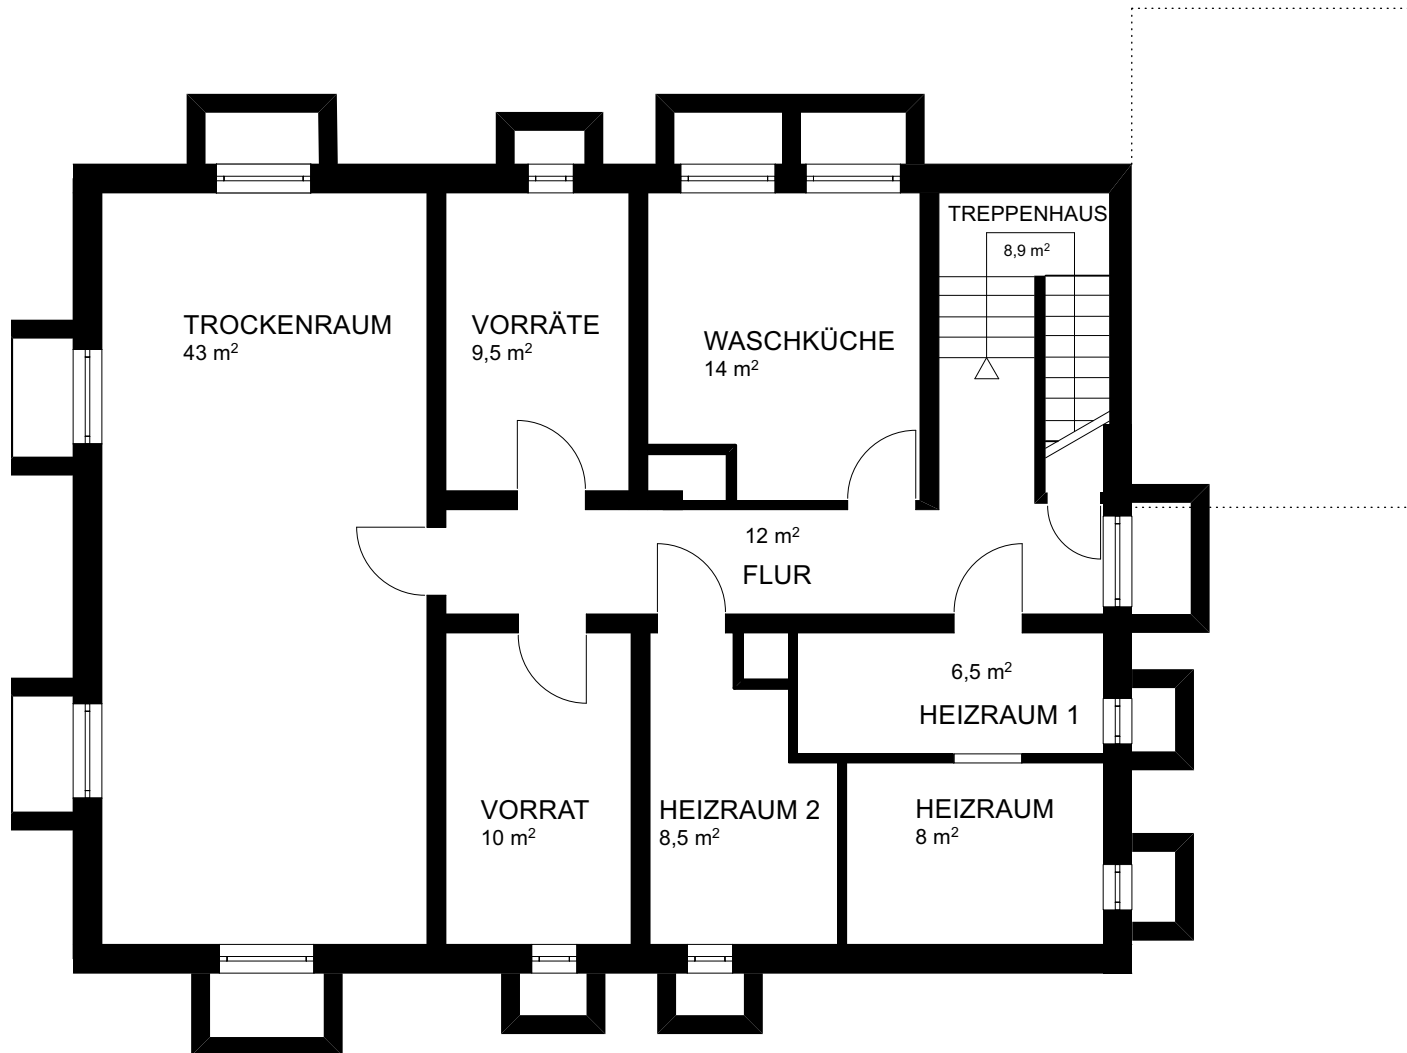 TREPPENHAUS
8,9 m²
TROCKENRAUM
43 m²
VORRÄTE
9,5 m²
WASCHKÜCHE
14 m²
12 m²
FLUR
6,5 m²
HEIZRAUM 1
VORRAT
10 m²
HEIZRAUM 2
8,5 m²
HEIZRAUM
8 m²